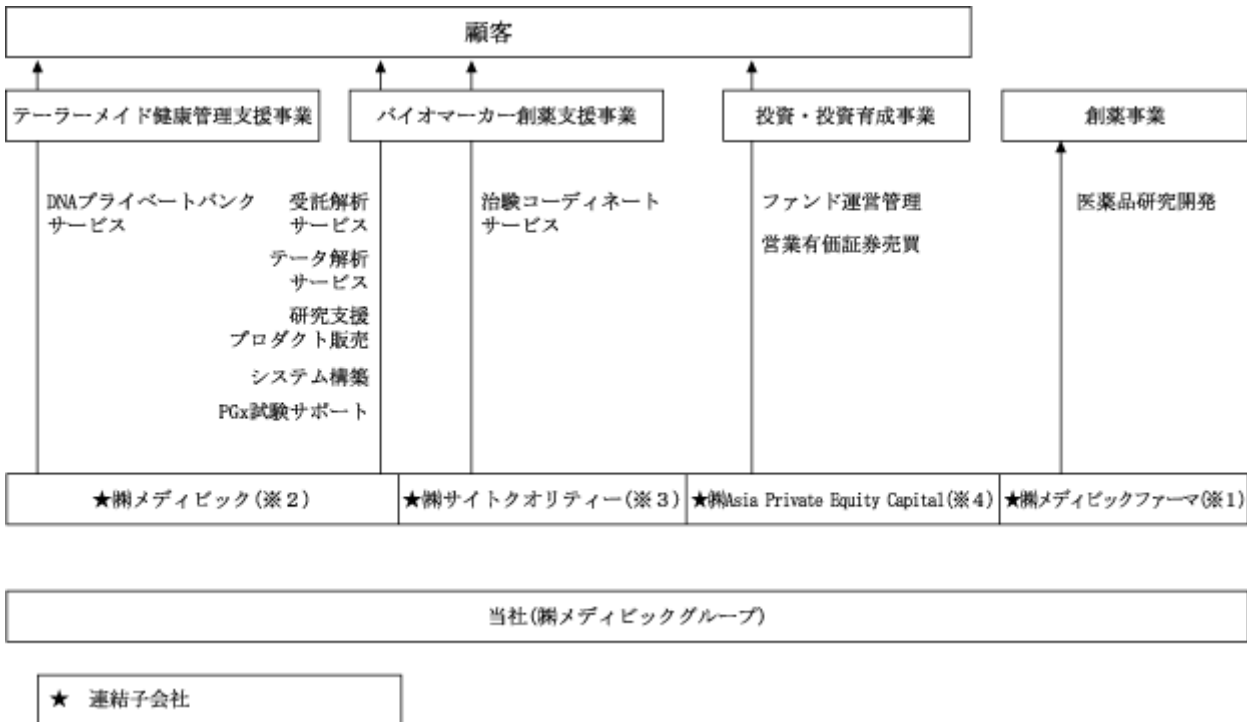 顧客
テーラーメイド健康管理支援事業
バイオマーカー創薬支援事業
投資・投資育成事業
創薬事業
DNAプライベートバンク
サービス
受託解析
サービス
データ解析
サービス
研究支援
プロダクト販売
システム構築
PGx試験サポート
治験コーディネート
サービス
ファンド運営管理
営業有価証券売買
医薬品研究開発
★㈱メディビック(※2)
★㈱サイトクオリティー(※3)
★㈱Asia Private Equity Capital(※4)
★㈱メディビックファーマ(※1)
当社(㈱メディビックグループ)
★ 連結子会社